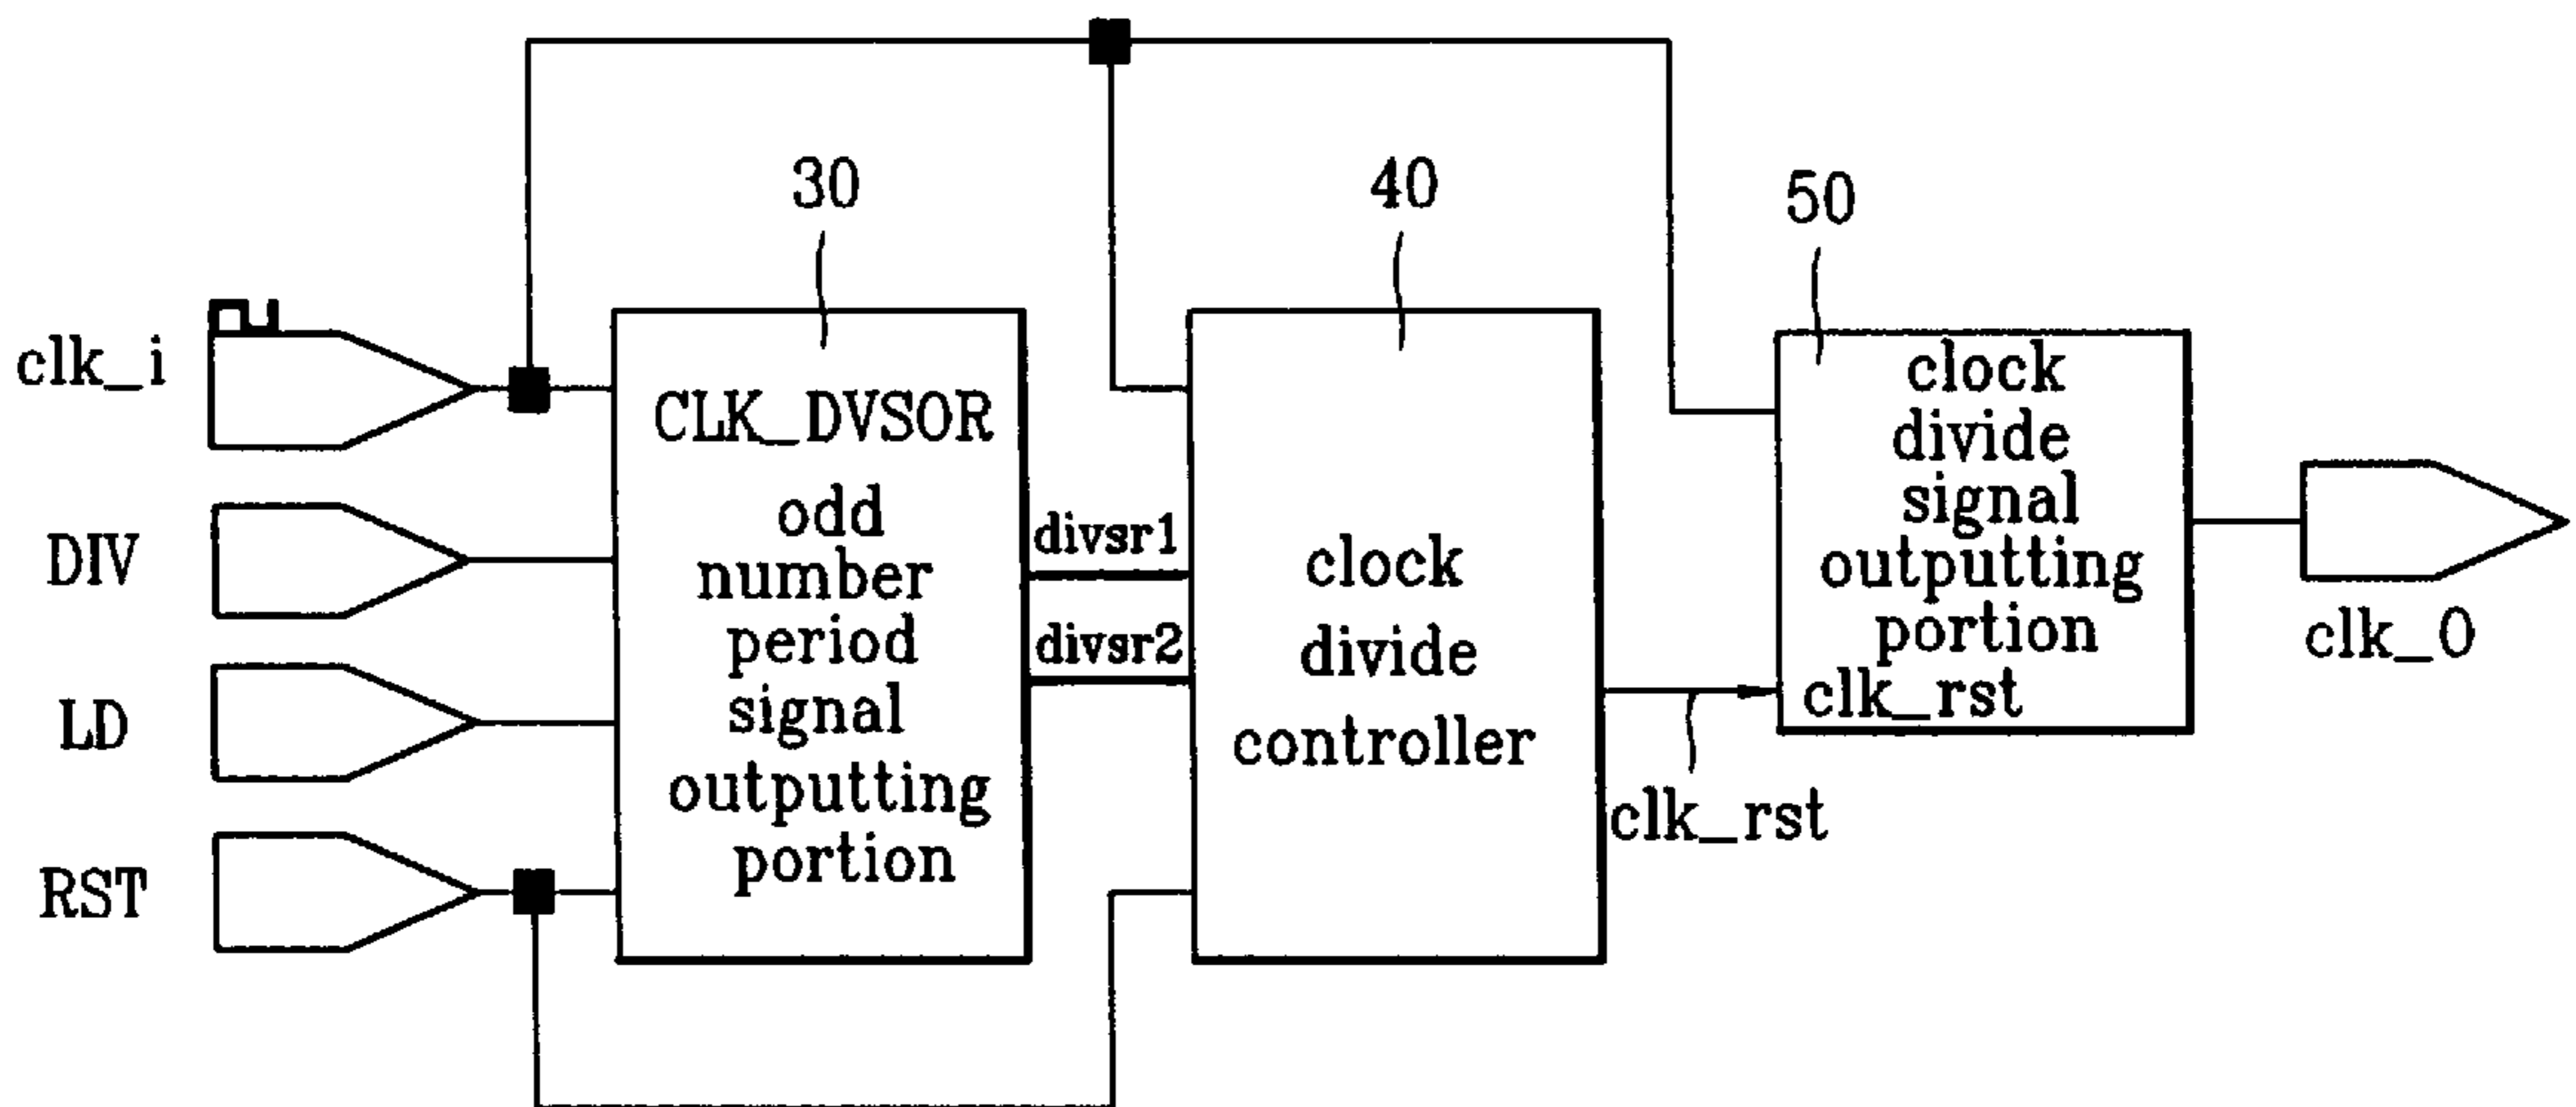 30
40
50
clk_i
DIV
LD
RST
CLK_DVSOR
odd
number
period
signal
outputting
portion
divsr1
divsr2
clock
divide
controller
clk_rst
clock
divide
signal
outputting
portion
clk_rst
clk_0